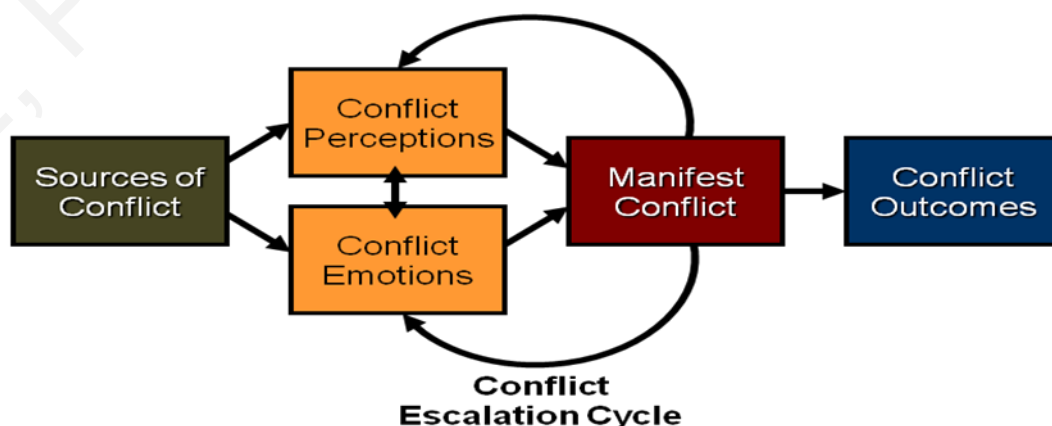 Conflict
Perceptions
Sources of
Conflict
Manifest
Conflict
Conflict
Outcomes
Conflict
Emotions
Conflict
Escalation Cycle